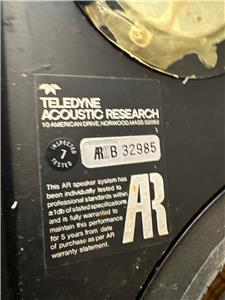 TELEDYNE
ACOUSTIC RESEARCH
10 AMERICAN DRIVE, NORWOOD, MASS 02062
INSPECTED
7
TESTED
AR B 32985
This AR speaker system has
been individually tested to
professional standards within
±1db of stated specifications
and is fully warranted to
maintain this performance
for 5 years from date
of purchase as per AR
warranty statement.
AR